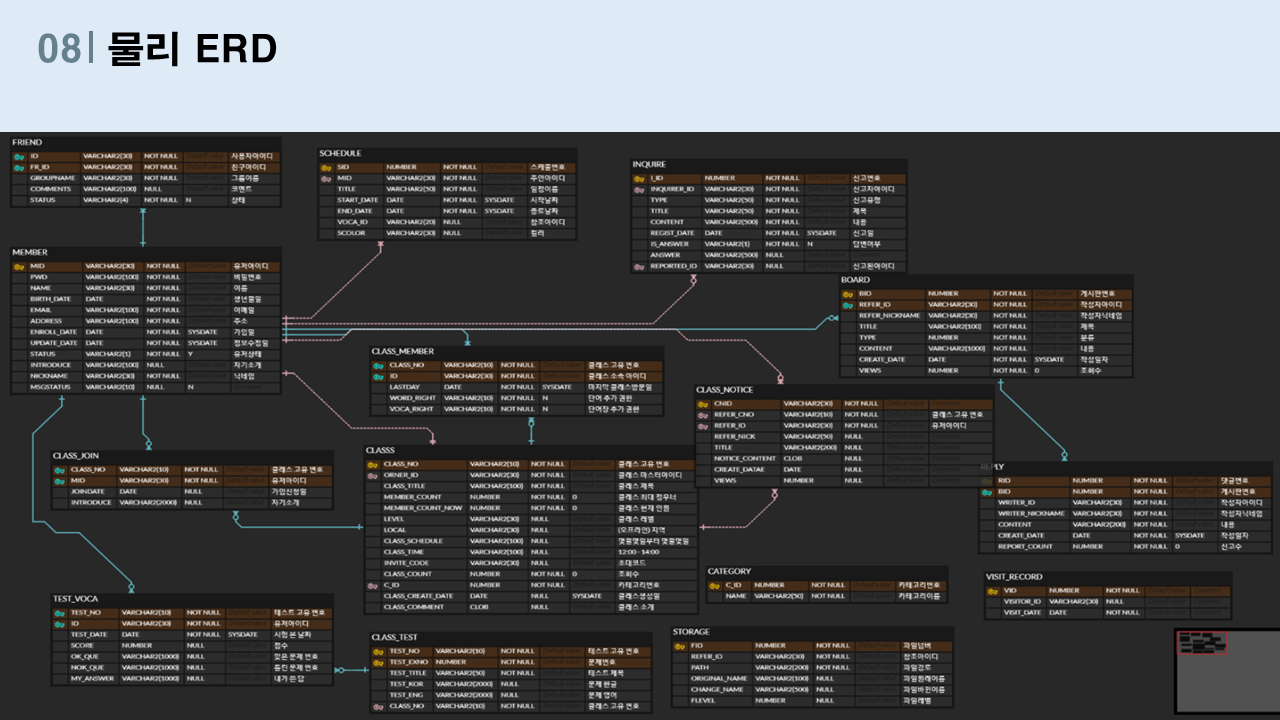 08| 물리 ERD
FRIEND
ID VARCHAR2(30) NOT NULL 사용자아이디
FR_ID VARCHAR2(30) NOT NULL 친구아이디
GROUPNAME VARCHAR2(30) NOT NULL 그룹이름
COMMENTS VARCHAR2(100) NULL 코멘트
STATUS VARCHAR2(4) NOT NULL N 상태
SCHEDULE
SID NUMBER NOT NULL 스케줄번호
MID VARCHAR2(30) NOT NULL 주인아이디
TITLE VARCHAR2(50) NOT NULL 일정이름
START_DATE DATE NOT NULL SYSDATE 시작날짜
END_DATE DATE NOT NULL SYSDATE 종료날짜
VOCA_ID VARCHAR2(20) NULL 참조아이디
SCOLOR VARCHAR2(30) NULL 컬러
INQUIRE
I_ID NUMBER NOT NULL 신고번호
INQUIRER_ID VARCHAR2(30) NOT NULL 신고자아이디
TYPE VARCHAR2(50) NOT NULL 신고유형
TITLE VARCHAR2(50) NOT NULL 제목
CONTENT VARCHAR2(500) NOT NULL 내용
REGIST_DATE DATE NOT NULL SYSDATE 신고일
IS_ANSWER VARCHAR2(1) NOT NULL N 답변여부
ANSWER VARCHAR2(500) NULL
REPORTED_ID VARCHAR2(30) NULL 신고된아이디
MEMBER
MID VARCHAR2(30) NOT NULL 유저아이디
PWD VARCHAR2(100) NOT NULL 비밀번호
NAME VARCHAR2(30) NOT NULL 이름
BIRTH_DATE DATE NOT NULL 생년월일
EMAIL VARCHAR2(100) NOT NULL 이메일
ADDRESS VARCHAR2(100) NOT NULL 주소
ENROLL_DATE DATE NOT NULL SYSDATE 가입일
UPDATE_DATE DATE NOT NULL SYSDATE 정보수정일
STATUS VARCHAR2(1) NOT NULL Y 유저상태
INTRODUCE VARCHAR2(100) NULL 자기소개
NICKNAME VARCHAR2(30) NOT NULL 닉네임
MSGSTATUS VARCHAR2(10) NULL N
BOARD
BID NUMBER NOT NULL 게시판번호
REFER_ID VARCHAR2(30) NOT NULL 작성자아이디
REFER_NICKNAME VARCHAR2(30) NOT NULL 작성자닉네임
TITLE VARCHAR2(100) NOT NULL 제목
TYPE NUMBER NOT NULL 분류
CONTENT VARCHAR2(1000) NOT NULL 내용
CREATE_DATE DATE NOT NULL SYSDATE 작성일자
VIEWS NUMBER NOT NULL 0 조회수
CLASS_MEMBER
CLASS_NO VARCHAR2(10) NOT NULL 클래스 고유 번호
ID VARCHAR2(30) NOT NULL 클래스 소속 아이디
LASTDAY DATE NOT NULL SYSDATE 마지막 클래스방문일
WORD_RIGHT VARCHAR2(10) NOT NULL N 단어 추가 권한
VOCA_RIGHT VARCHAR2(10) NOT NULL N 단어장 추가 권한
CLASS_NOTICE
CNID VARCHAR2(30) NOT NULL
REFER_CNO VARCHAR2(10) NOT NULL 클래스 고유 번호
REFER_ID VARCHAR2(30) NOT NULL 유저아이디
REFER_NICK VARCHAR2(50) NULL
TITLE VARCHAR2(200) NULL
NOTICE_CONTENT CLOB NULL
CREATE_DATAE DATE NULL
VIEWS NUMBER NULL
CLASS_JOIN
CLASS_NO VARCHAR2(10) NOT NULL 클래스 고유 번호
MID VARCHAR2(30) NOT NULL 유저아이디
JOINDATE DATE NULL 가입신청일
INTRODUCE VARCHAR2(2000) NULL 자기소개
CLASSS
CLASS_NO VARCHAR2(10) NOT NULL 클래스 고유 번호
ORNER_ID VARCHAR2(30) NOT NULL 클래스 마스터아이디
CLASS_TITLE VARCHAR2(100) NOT NULL 클래스 제목
MEMBER_COUNT NUMBER NOT NULL 0 클래스 최대 접우너
MEMBER_COUNT_NOW NUMBER NOT NULL 0 클래스 현재 인원
LEVEL VARCHAR2(30) NULL 클래스 레벨
LOCAL VARCHAR2(30) NULL (오프라인) 지역
CLASS_SCHEDULE VARCHAR2(100) NULL 몇월몇일부터 몇월몇일
CLASS_TIME VARCHAR2(100) NULL 12:00 - 14:00
INVITE_CODE VARCHAR2(30) NULL 초대코드
CLASS_COUNT NUMBER NOT NULL 0 조회수
C_ID NUMBER NOT NULL 카테고리번호
CLASS_CREATE_DATE DATE NULL SYSDATE 클래스생성일
CLASS_COMMENT CLOB NULL 클래스 소개
REPLY
RID NUMBER NOT NULL 댓글번호
BID NUMBER NOT NULL 게시판번호
WRITER_ID VARCHAR2(30) NOT NULL 작성자아이디
WRITER_NICKNAME VARCHAR2(30) NOT NULL 작성자닉네임
CONTENT VARCHAR2(200) NOT NULL 내용
CREATE_DATE DATE NOT NULL SYSDATE 작성일자
REPORT_COUNT NUMBER NOT NULL 0 신고수
CATEGORY
C_ID NUMBER NOT NULL 카테고리번호
NAME VARCHAR2(50) NOT NULL 카테고리이름
VISIT_RECORD
VID NUMBER NOT NULL
VISITOR_ID VARCHAR2(30) NULL
VISIT_DATE DATE NOT NULL
TEST_VOCA
TEST_NO VARCHAR2(10) NOT NULL 테스트 고유 번호
ID VARCHAR2(30) NOT NULL 유저아이디
TEST_DATE DATE NOT NULL SYSDATE 시험 본 날짜
SCORE NUMBER NULL 점수
OK_QUE VARCHAR2(1000) NULL 맞은 문제 번호
NOK_QUE VARCHAR2(1000) NULL 틀린 문제 번호
MY_ANSWER VARCHAR2(1000) NULL 내가 쓴 답
CLASS_TEST
TEST_NO VARCHAR2(10) NOT NULL 테스트 고유 번호
TEST_EXNO NUMBER NOT NULL 문제번호
TEST_TITLE VARCHAR2(50) NOT NULL 테스트 제목
TEST_KOR VARCHAR2(2000) NULL 문제 한글
TEST_ENG VARCHAR2(2000) NULL 문제 영어
CLASS_NO VARCHAR2(10) NOT NULL 클래스 고유 번호
STORAGE
FID NUMBER NOT NULL 파일넘버
REFER_ID VARCHAR2(30) NOT NULL 참조아이디
PATH VARCHAR2(200) NOT NULL 파일경로
ORIGINAL_NAME VARCHAR2(100) NOT NULL 파일원래이름
CHANGE_NAME VARCHAR2(500) NULL 파일바뀐이름
FLEVEL NUMBER NOT NULL 파일레벨